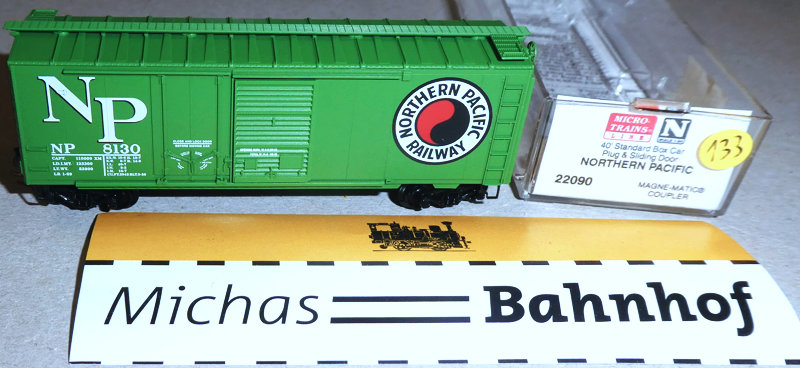 NP
NP 8130
NORTHERN PACIFIC
RAILWAY
MICRO-
TRAINS
LINE
N
40' Standard Box Car
Plug & Sliding Door
NORTHERN PACIFIC
22090
MAGNE-MATIC®
COUPLER
133
Michas Bahnhof